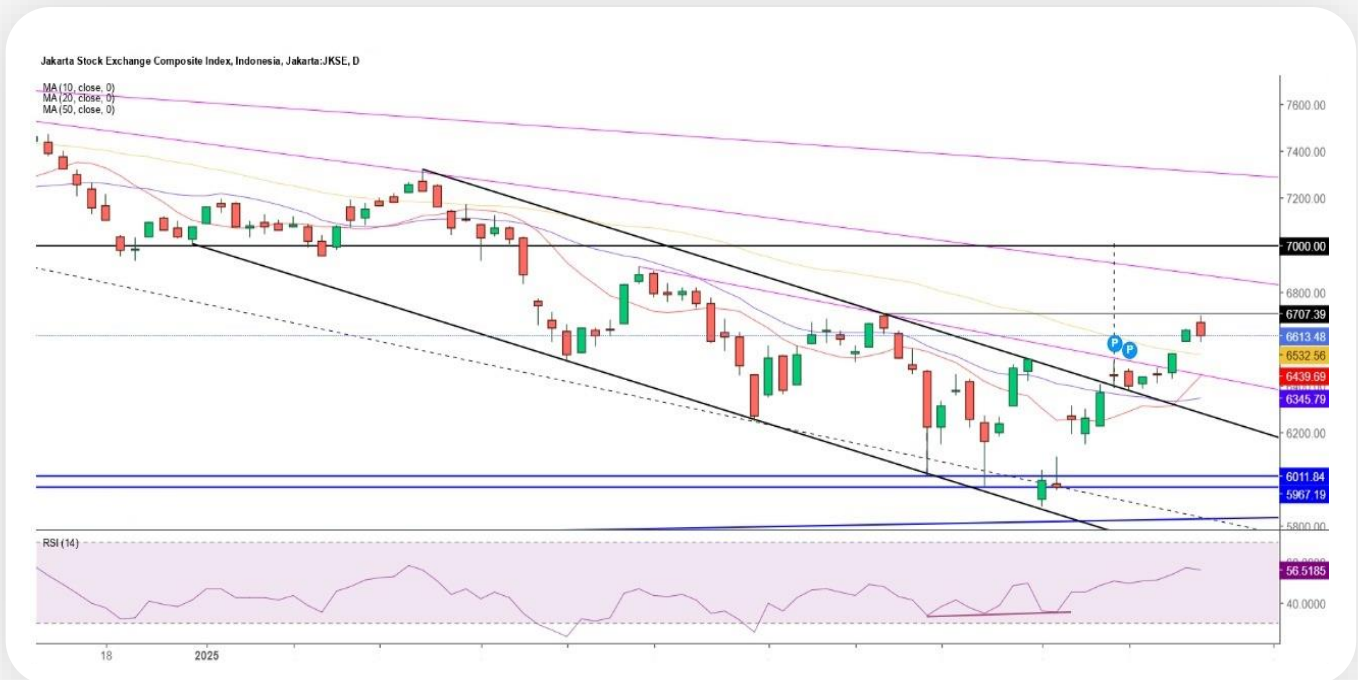 Jakarta Stock Exchange Composite Index, Indonesia, Jakarta:JKSE, D
MA (10, close, 0)
MA (20, close, 0)
MA (50, close, 0)
7600.00
7400.00
7200.00
7000.00
6800.00
6707.39
6613.48
6532.56
6439.69
6345.79
P P
6200.00
6011.84
5967.19
5800.00
RSI (14)
56.5185
40.0000
18 2025